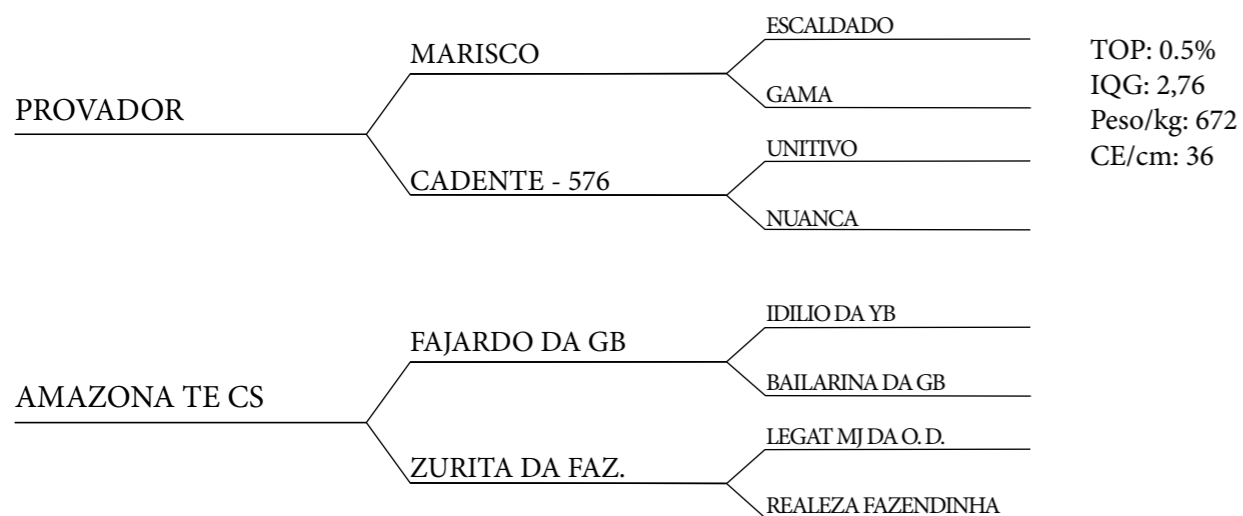 ESCALDADO
MARISCO
GAMA
PROVADOR
UNITIVO
CADENTE - 576
NUANCA
TOP: 0.5%
IQG: 2,76
Peso/kg: 672
CE/cm: 36
IDILIO DA YB
FAJARDO DA GB
BAILARINA DA GB
AMAZONA TE CS
LEGAT MJ DA O. D.
ZURITA DA FAZ.
REALEZA FAZENDINHA